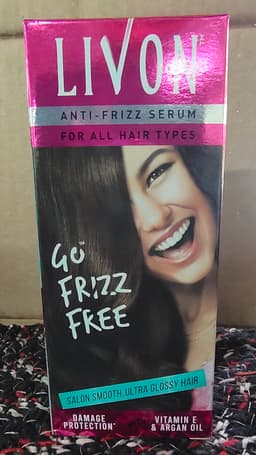 LIVON
ANTI-FRIZZ SERUM
FOR ALL HAIR TYPES
GO
FRIZZ
FREE
SALON SMOOTH, ULTRA GLOSSY HAIR
DAMAGE
PROTECTION*
VITAMIN E
& ARGAN OIL